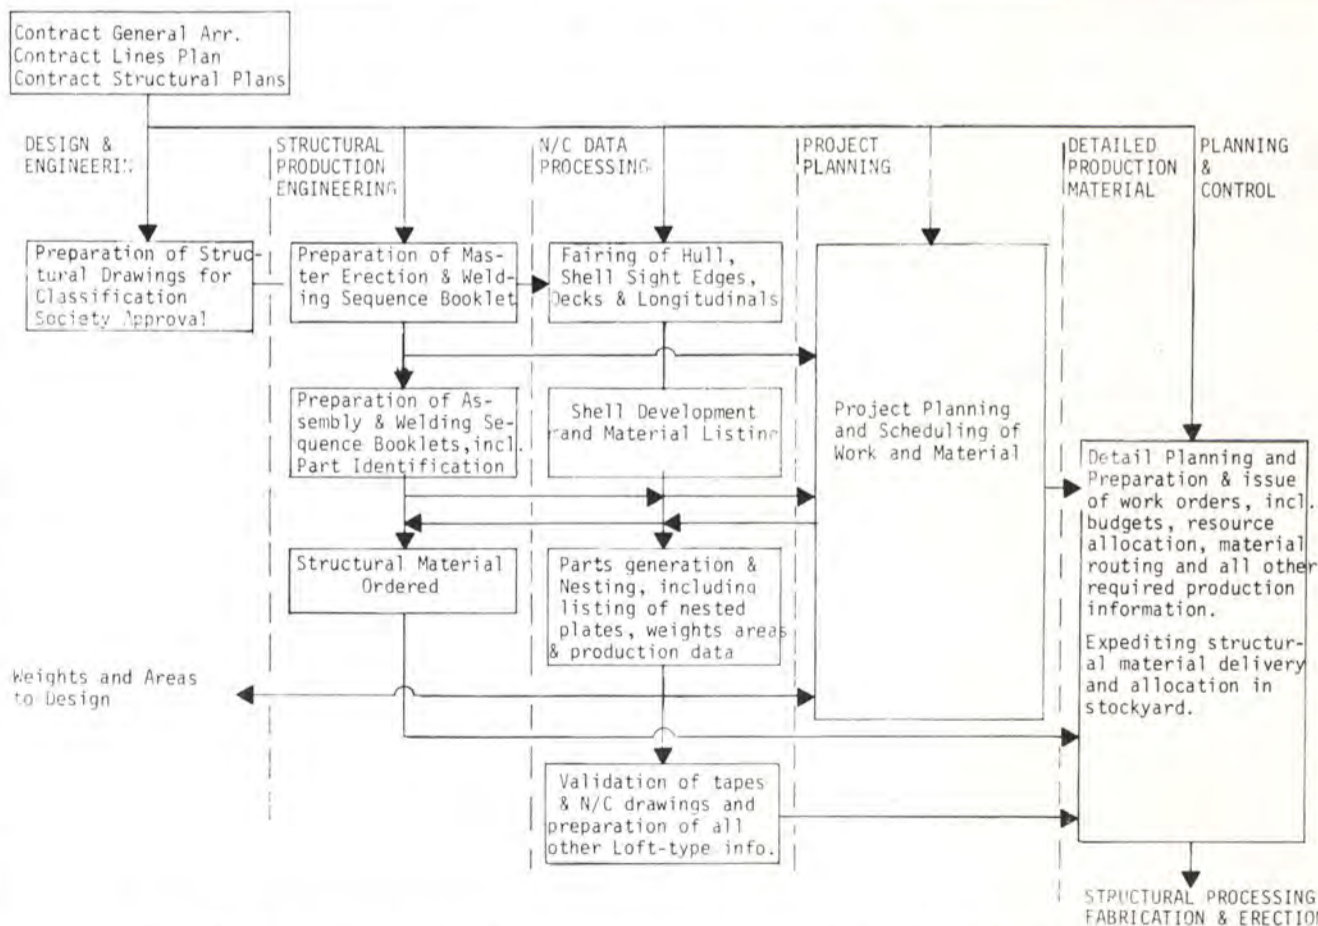 Contract General Arr.
Contract Lines Plan
Contract Structural Plans
DESIGN &
ENGINEERING
STRUCTURAL
PRODUCTION
ENGINEERING
N/C DATA
PROCESSING
PROJECT
PLANNING
DETAILED
PRODUCTION
MATERIAL
PLANNING
&
CONTROL
Preparation of Struc-
tural Drawings for
Classification
Society Approval
Preparation of Mas-
ter Erection & Weld-
ing Sequence Booklet
Fairing of Hull,
Shell Sight Edges,
Decks & Longitudinals
Preparation of As-
sembly & Welding Se-
quence Booklets,incl.
Part Identification
Shell Development
and Material Listing
Project Planning
and Scheduling of
Work and Material
Detail Planning and
Preparation & issue
of work orders, incl.
budgets, resource
allocation, material
routing and all other
required production
information.
Expediting structur-
al material delivery
and allocation in
stockyard.
Structural Material
Ordered
Parts generation &
Nesting, including
listing of nested
plates, weights areas
& production data
Weights and Areas
to Design
Validation of tapes
& N/C drawings and
preparation of all
other Loft-type info.
STRUCTURAL PROCESSING
FABRICATION & ERECTION